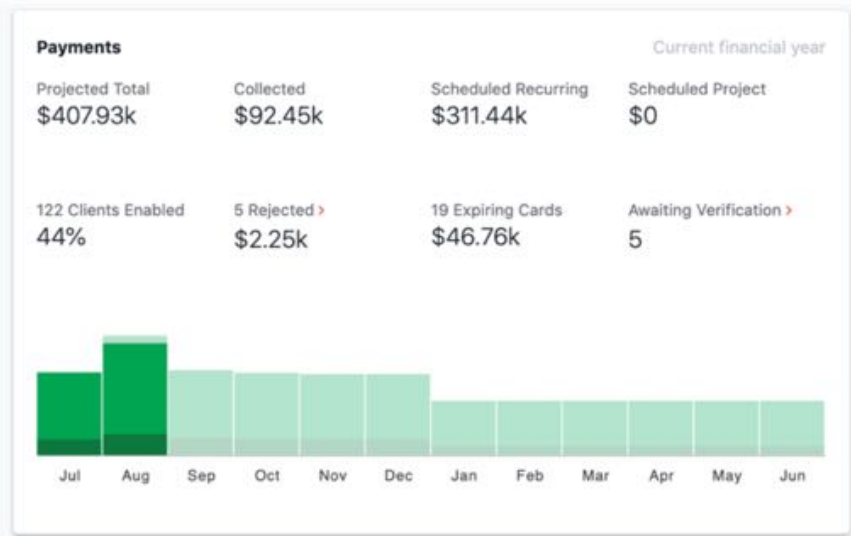 Payments
Current financial year
Projected Total
Collected
Scheduled Recurring
Scheduled Project
$407.93k
$92.45k
$311.44k
$0
122 Clients Enabled
5 Rejected >
19 Expiring Cards
Awaiting Verification >
44%
$2.25k
$46.76k
5
Jul Aug Sep Oct Nov Dec Jan Feb Mar Apr May Jun